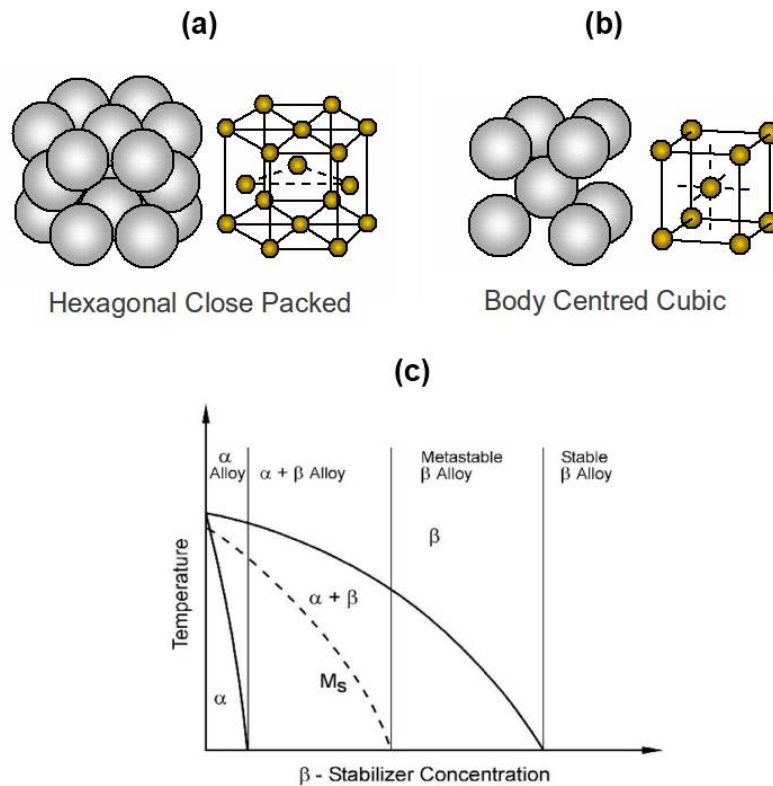 (a)
(b)
Hexagonal Close Packed
Body Centred Cubic
(c)
α
Alloy
α + β Alloy
Metastable
β Alloy
Stable
β Alloy
β
α + β
Ms
α
Temperature
β - Stabilizer Concentration